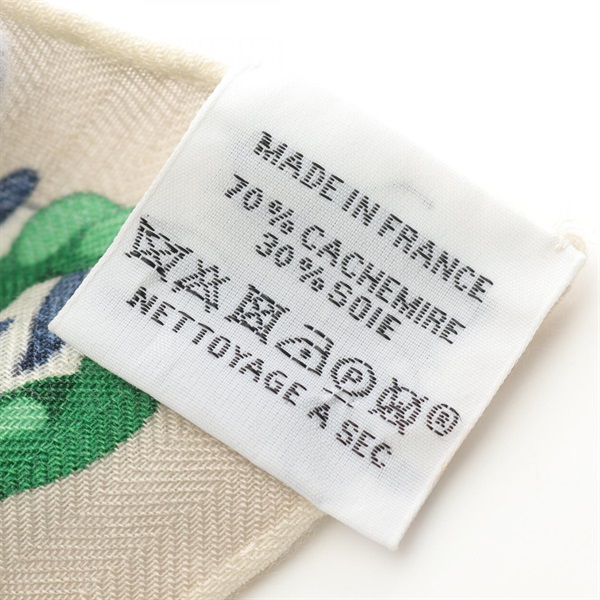 MADE IN FRANCE
70% CACHEMIRE
30% SOIE
®
NETTOYAGE À SEC